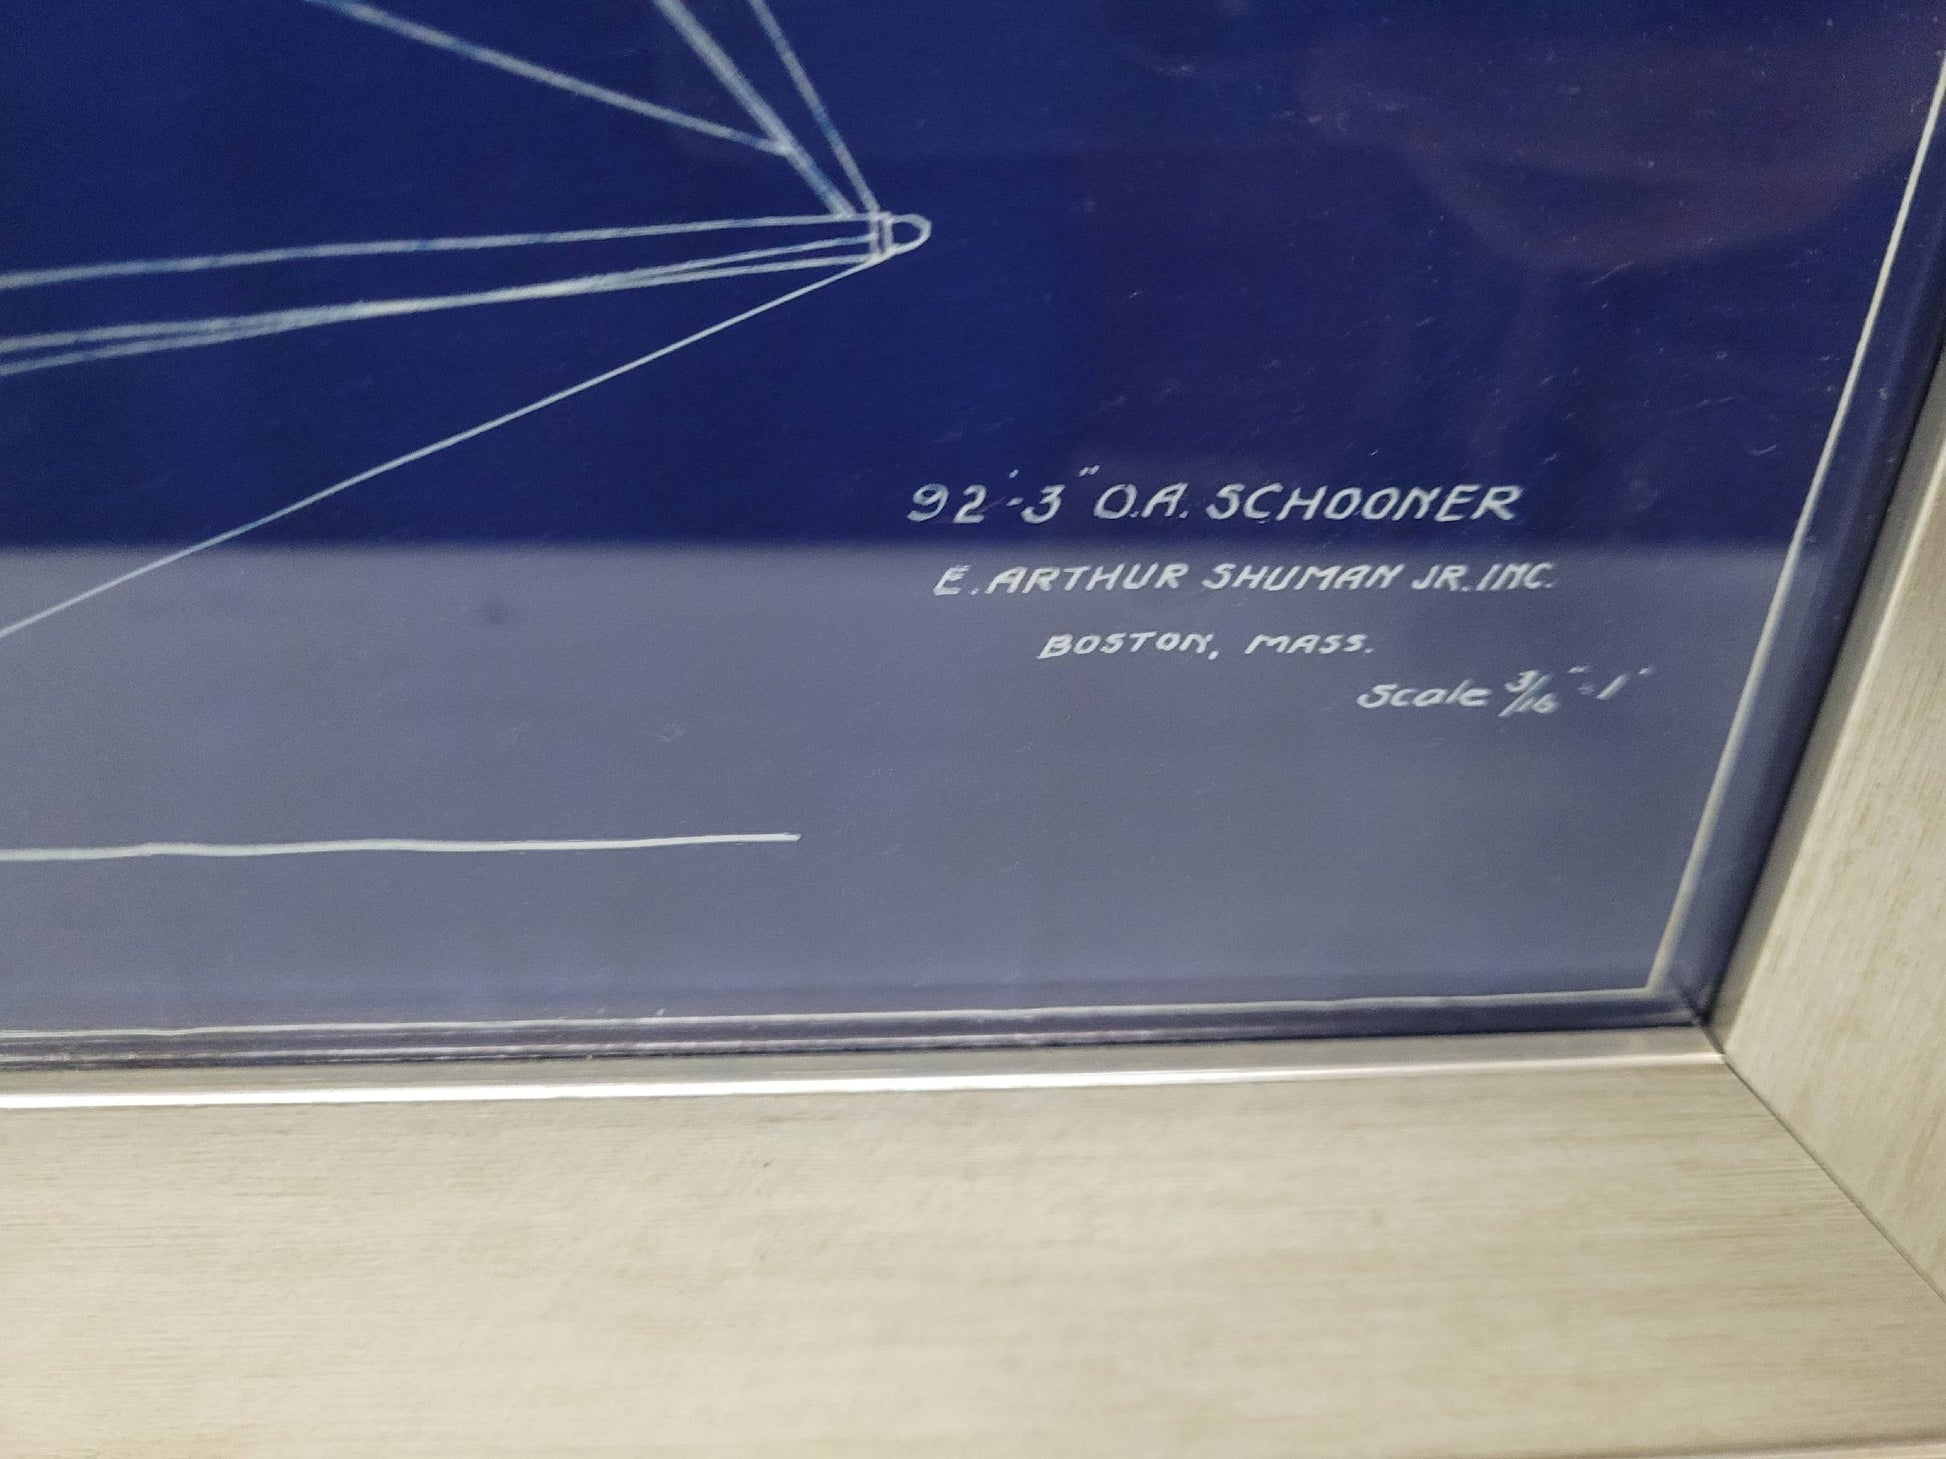 92'-3" O.A. SCHOONER
E. ARTHUR SHUMAN JR. INC.
BOSTON, MASS.
Scale 3/16" = 1'